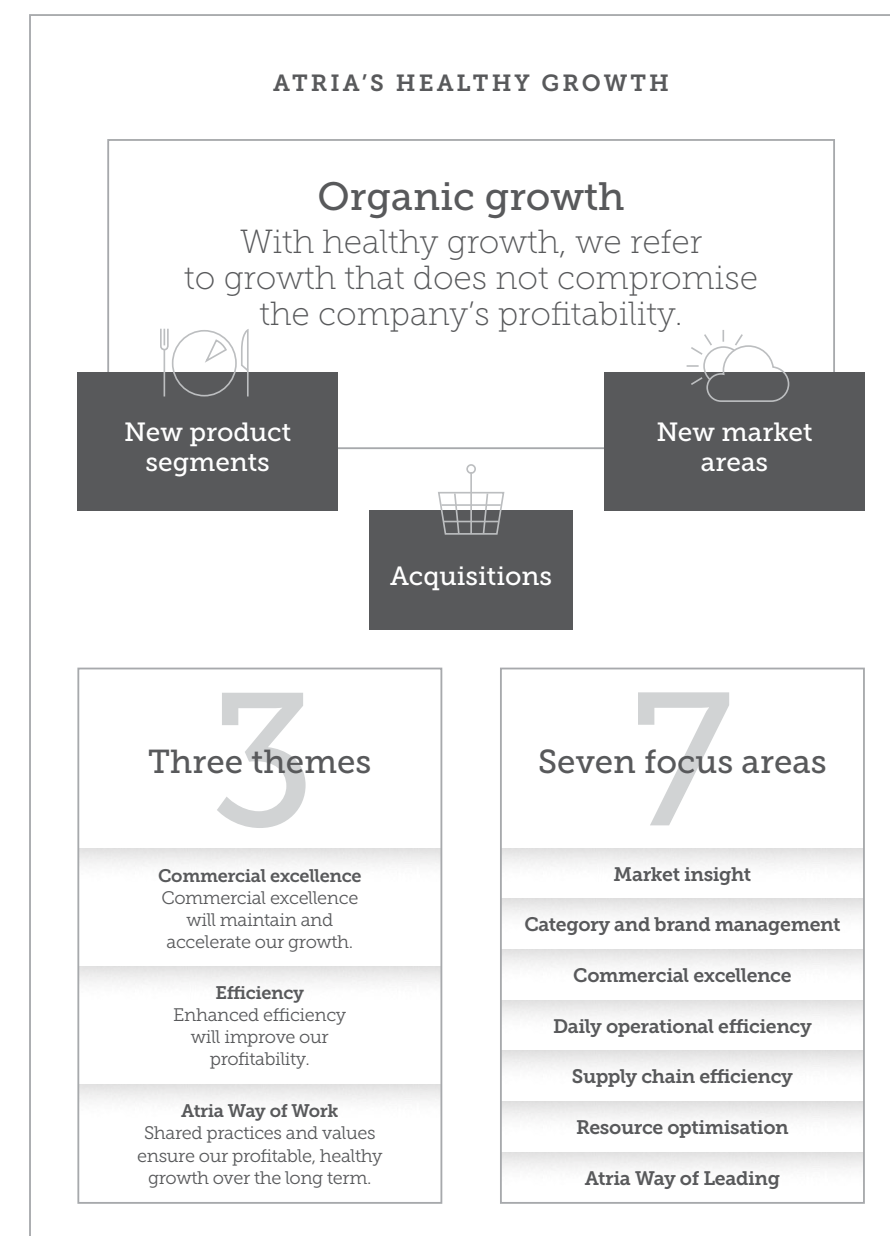 ATRIA'S HEALTHY GROWTH
Organic growth
With healthy growth, we refer
to growth that does not compromise
the company's profitability.
New product
segments
New market
areas
Acquisitions
3
Three themes
Commercial excellence
Commercial excellence
will maintain and
accelerate our growth.
Efficiency
Enhanced efficiency
will improve our
profitability.
Atria Way of Work
Shared practices and values
ensure our profitable, healthy
growth over the long term.
7
Seven focus areas
Market insight
Category and brand management
Commercial excellence
Daily operational efficiency
Supply chain efficiency
Resource optimisation
Atria Way of Leading